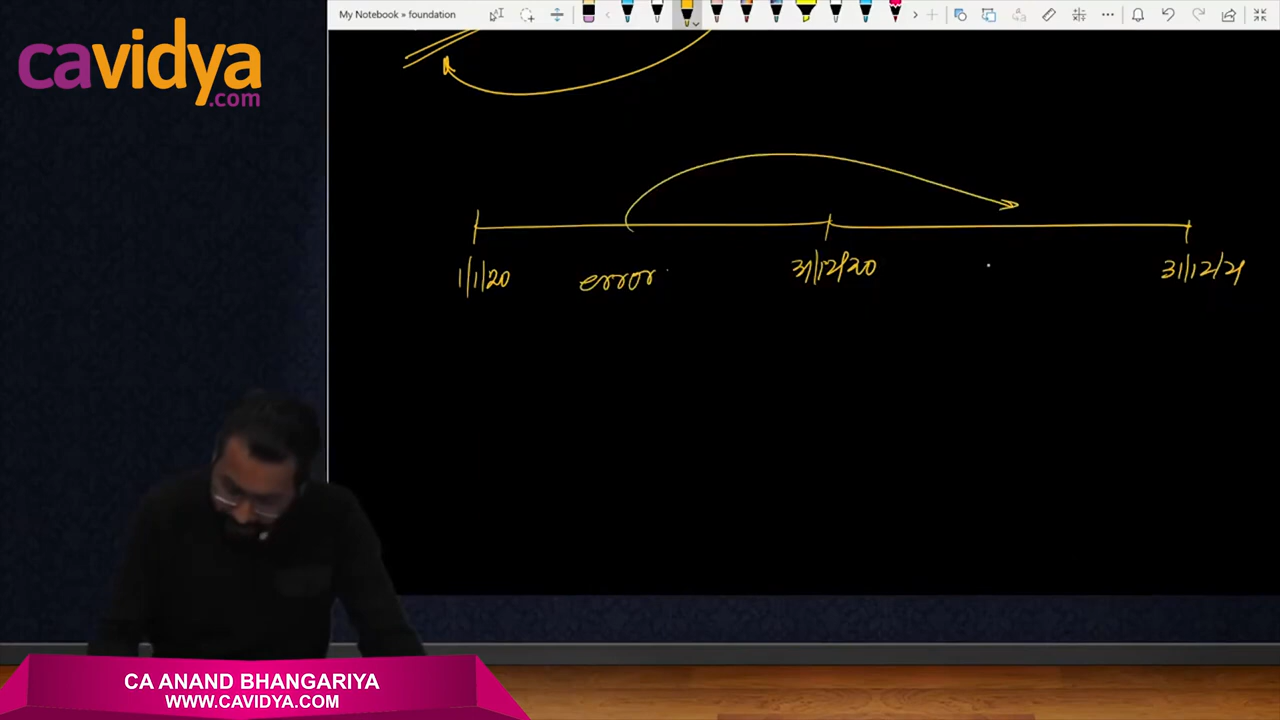 cavidya
.com
My Notebook » foundation
1/1/20 error 31/12/20 31/12/21
CA ANAND BHANGARIYA
WWW.CAVIDYA.COM